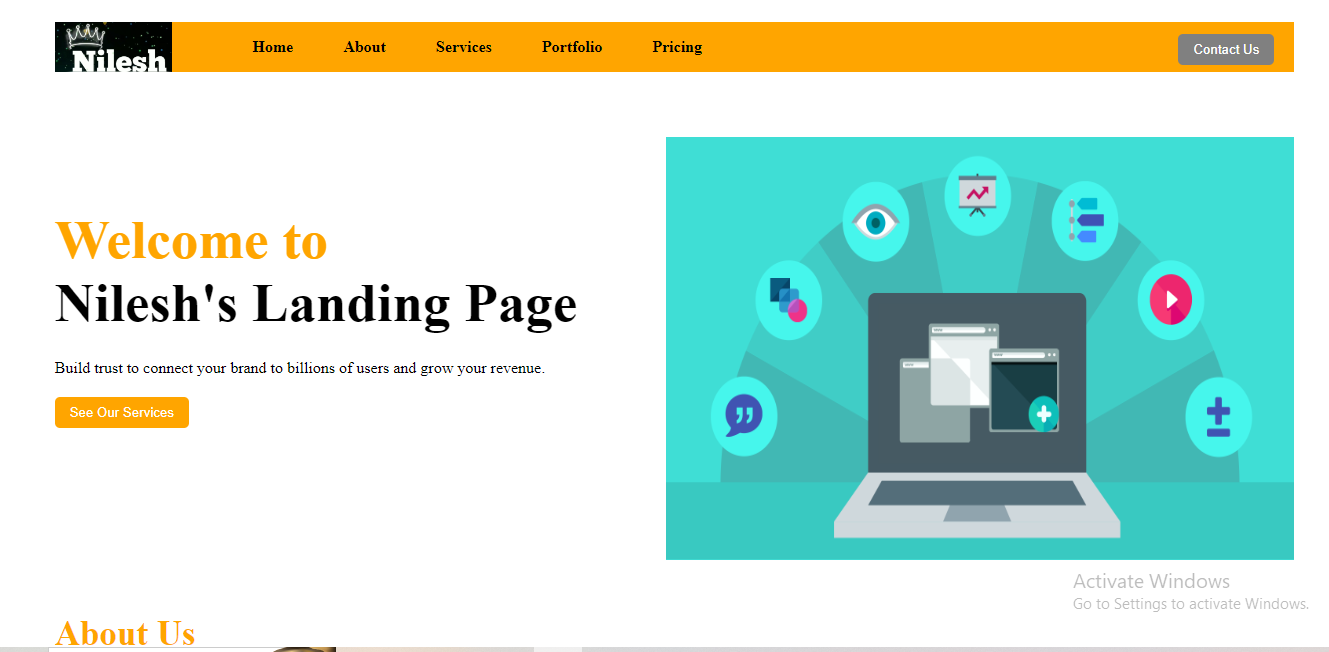 Nilesh
Home About Services Portfolio Pricing
Contact Us
Welcome to
Nilesh's Landing Page
Build trust to connect your brand to billions of users and grow your revenue.
See Our Services
Activate Windows
Go to Settings to activate Windows.
About Us